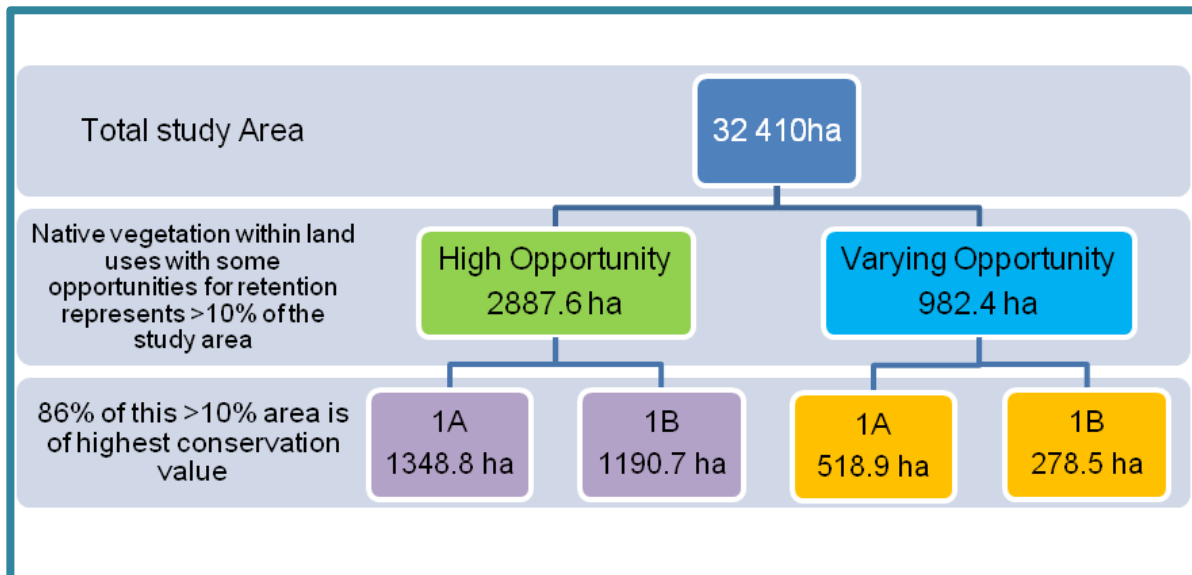 Total study Area
32 410ha
Native vegetation within land
uses with some
opportunities for retention
represents >10% of the
study area
High Opportunity
2887.6 ha
Varying Opportunity
982.4 ha
86% of this >10% area is
of highest conservation
value
1A
1348.8 ha
1B
1190.7 ha
1A
518.9 ha
1B
278.5 ha